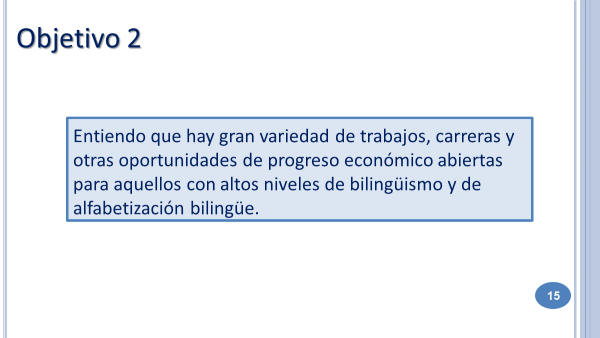 Objetivo 2
Entiendo que hay gran variedad de trabajos, carreras y
otras oportunidades de progreso económico abiertas
para aquellos con altos niveles de bilingüismo y de
alfabetización bilingüe.
15